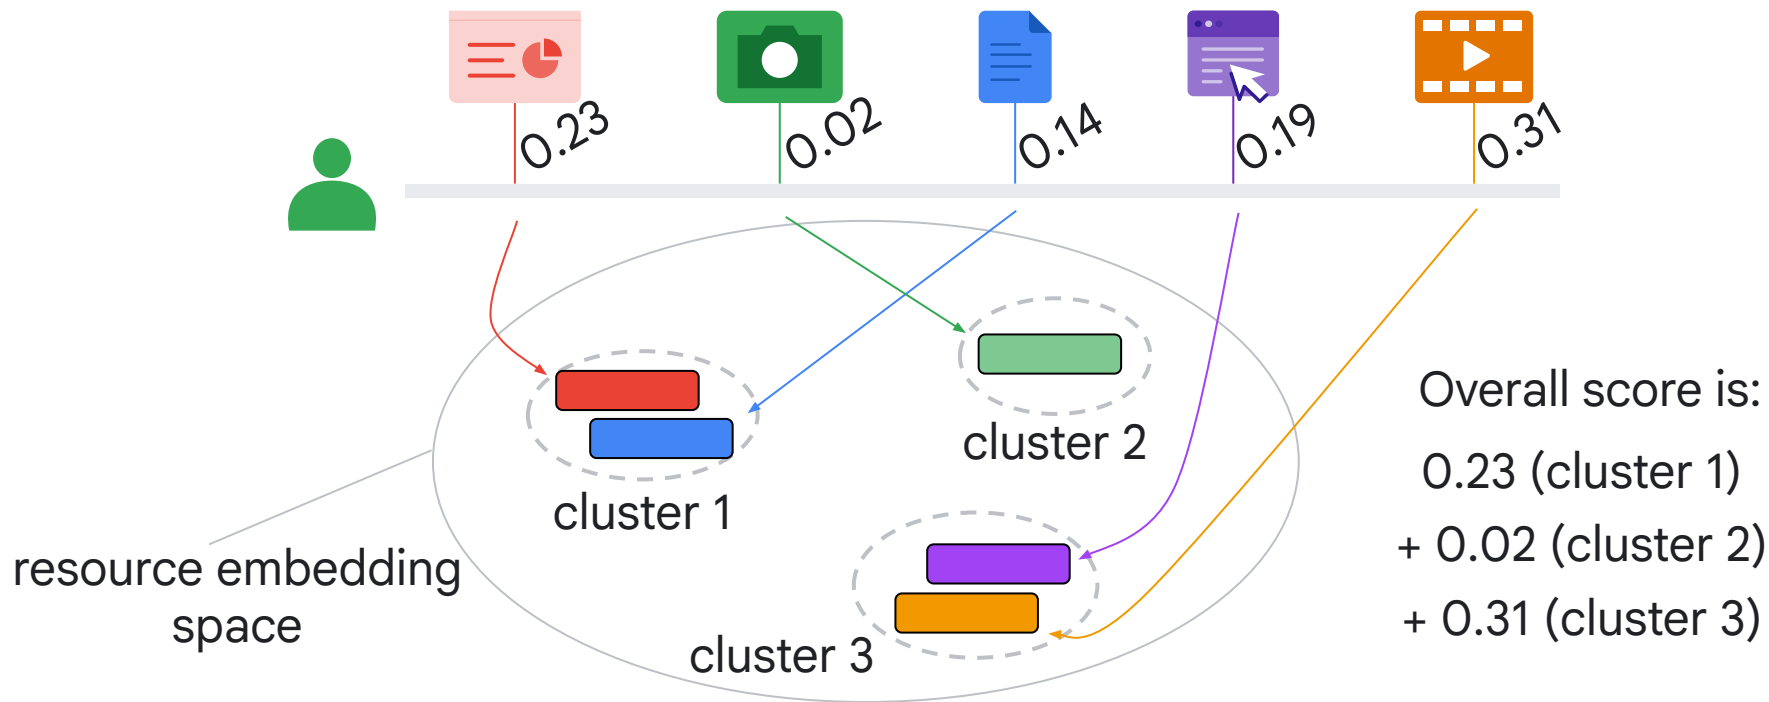 0.23
0.02
0.14
0.19
0.31
cluster 1
cluster 2
cluster 3
resource embedding
space
Overall score is:
0.23 (cluster 1)
+ 0.02 (cluster 2)
+ 0.31 (cluster 3)